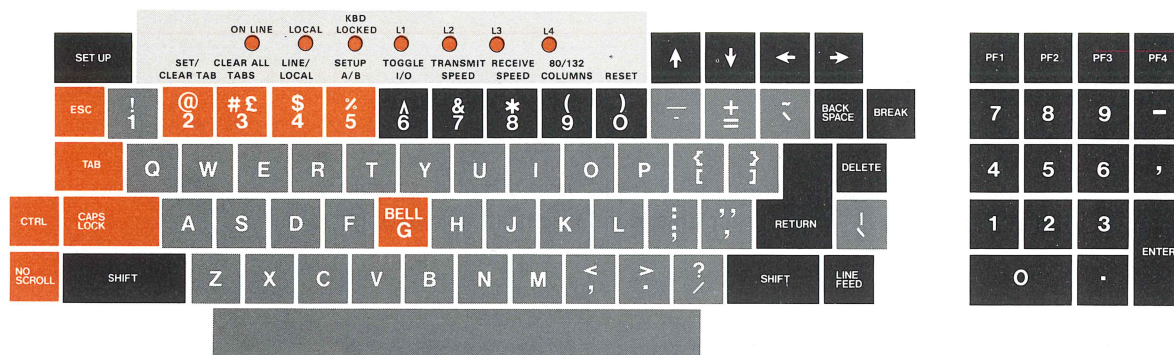 KBD
ON LINE LOCAL LOCKED L1 L2 L3 L4
SET UP
SET/ CLEAR ALL LINE/ SETUP TOGGLE TRANSMIT RECEIVE 80/132
CLEAR TAB TABS LOCAL A/B I/O SPEED SPEED COLUMNS RESET
↑ ↓ ← →
PF1 PF2 PF3 PF4
ESC ! 1 @ 2 #£ 3 $ 4 % 5 ^ 6 & 7 * 8 ( 9 ) 0 — - + = ~ ` BACK SPACE BREAK
7 8 9 -
TAB Q W E R T Y U I O P { [ } ] DELETE
4 5 6 ,
CTRL CAPS LOCK A S D F BELL G H J K L : ; " ' RETURN | \
1 2 3 ENTER
NO SCROLL SHIFT Z X C V B N M < , > . ? / SHIFT LINE FEED
0 .